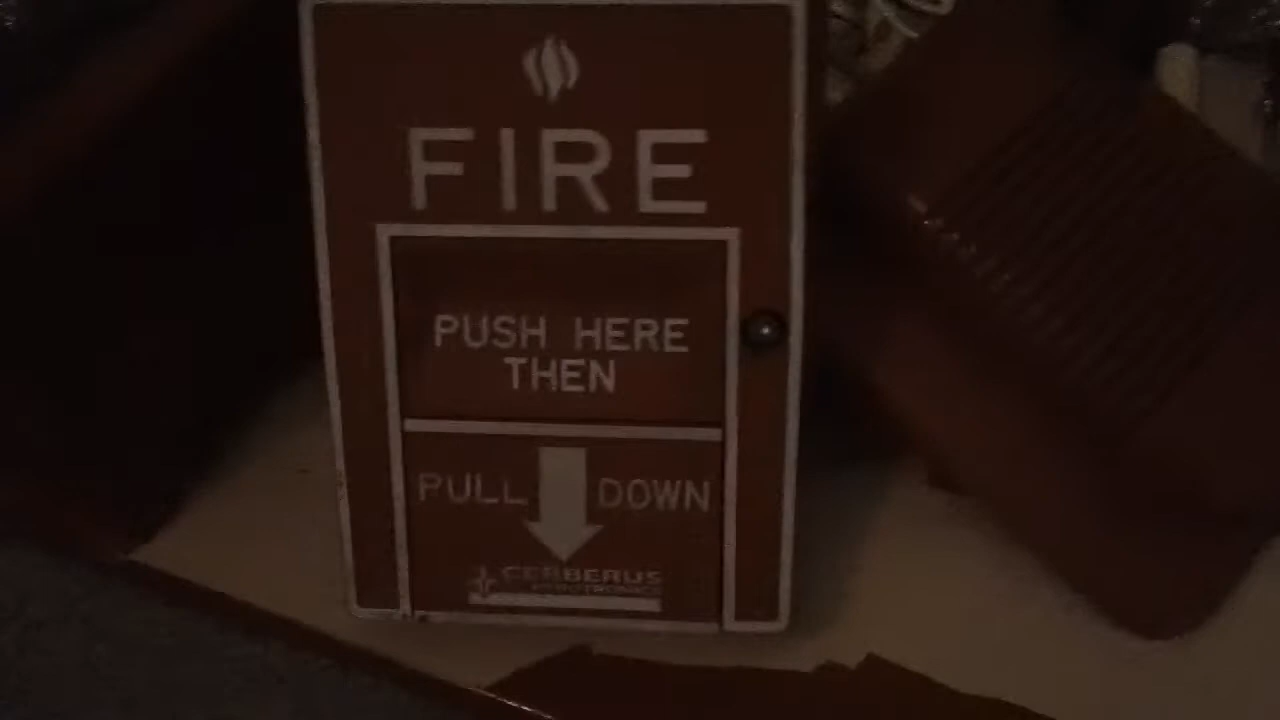 FIRE
PUSH HERE
THEN
PULL DOWN
CERBERUS